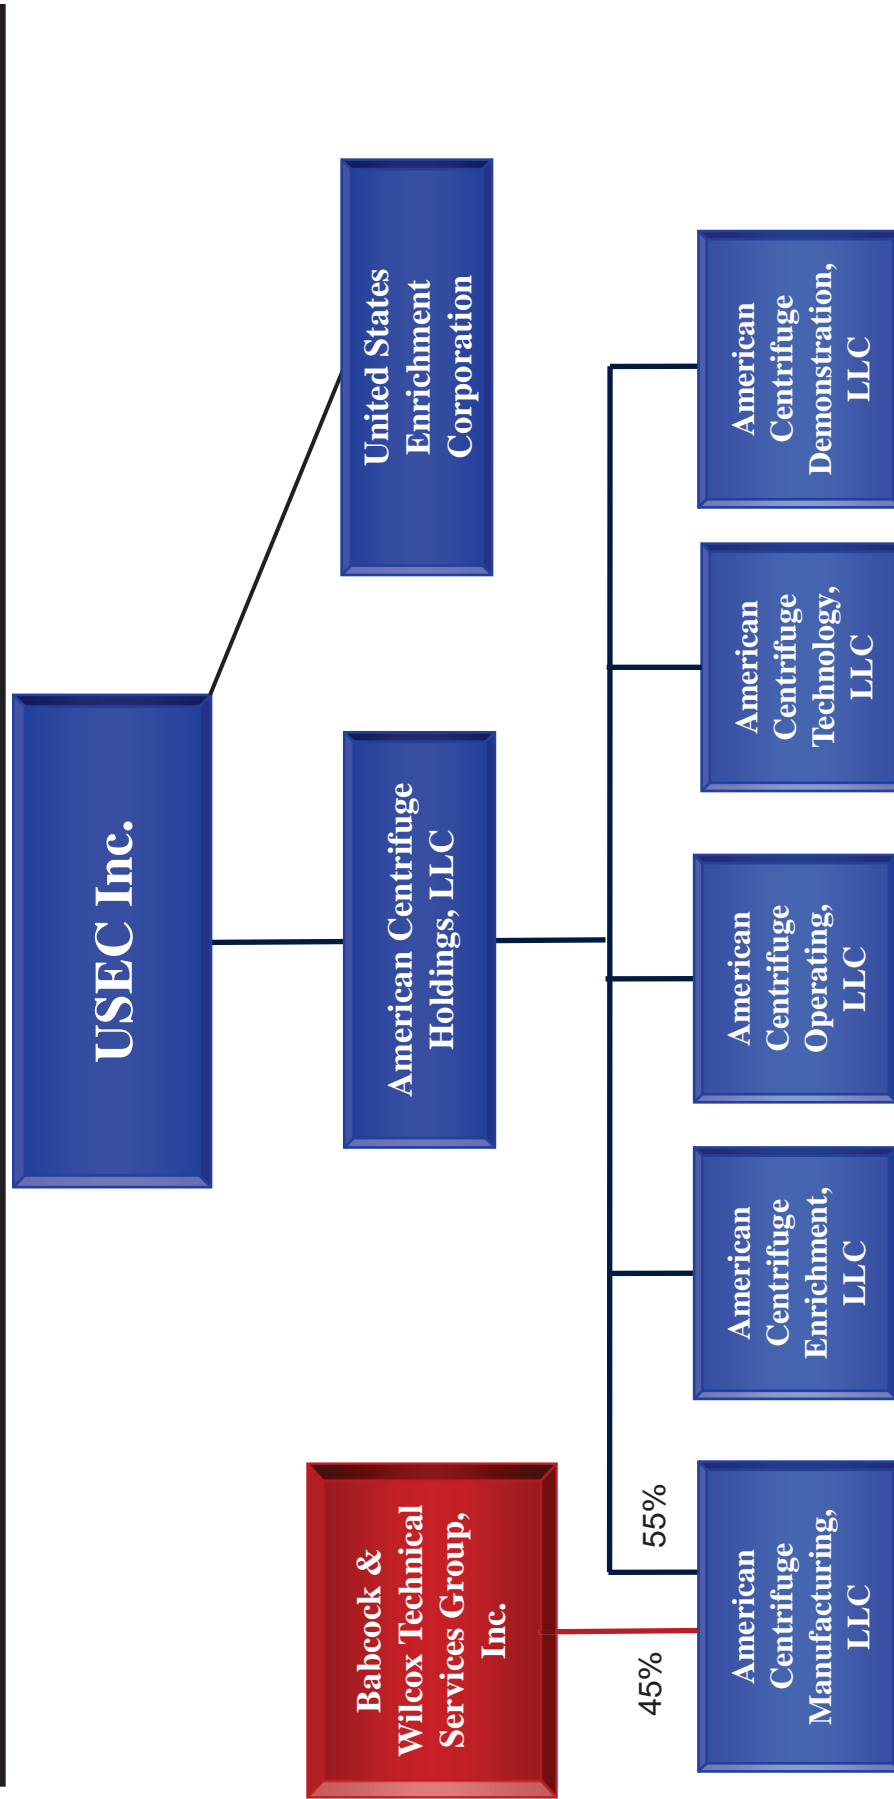 USEC Inc.
Babcock &
Wilcox Technical
Services Group,
Inc.
American Centrifuge
Holdings, LLC
United States
Enrichment
Corporation
45%
55%
American
Centrifuge
Manufacturing,
LLC
American
Centrifuge
Enrichment,
LLC
American
Centrifuge
Operating,
LLC
American
Centrifuge
Technology,
LLC
American
Centrifuge
Demonstration,
LLC